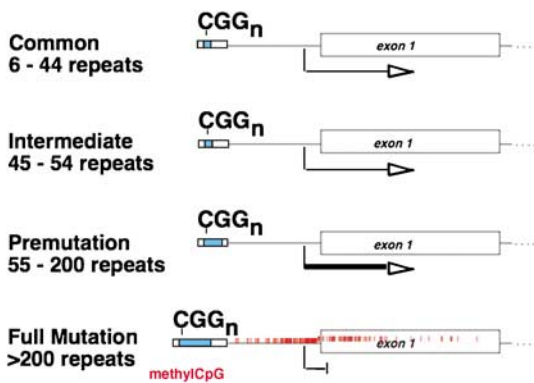 CGGn
Common
6 - 44 repeats
exon 1
CGGn
Intermediate
45 - 54 repeats
exon 1
CGGn
Premutation
55 - 200 repeats
exon 1
CGGn
Full Mutation
>200 repeats
exon 1
methylCpG